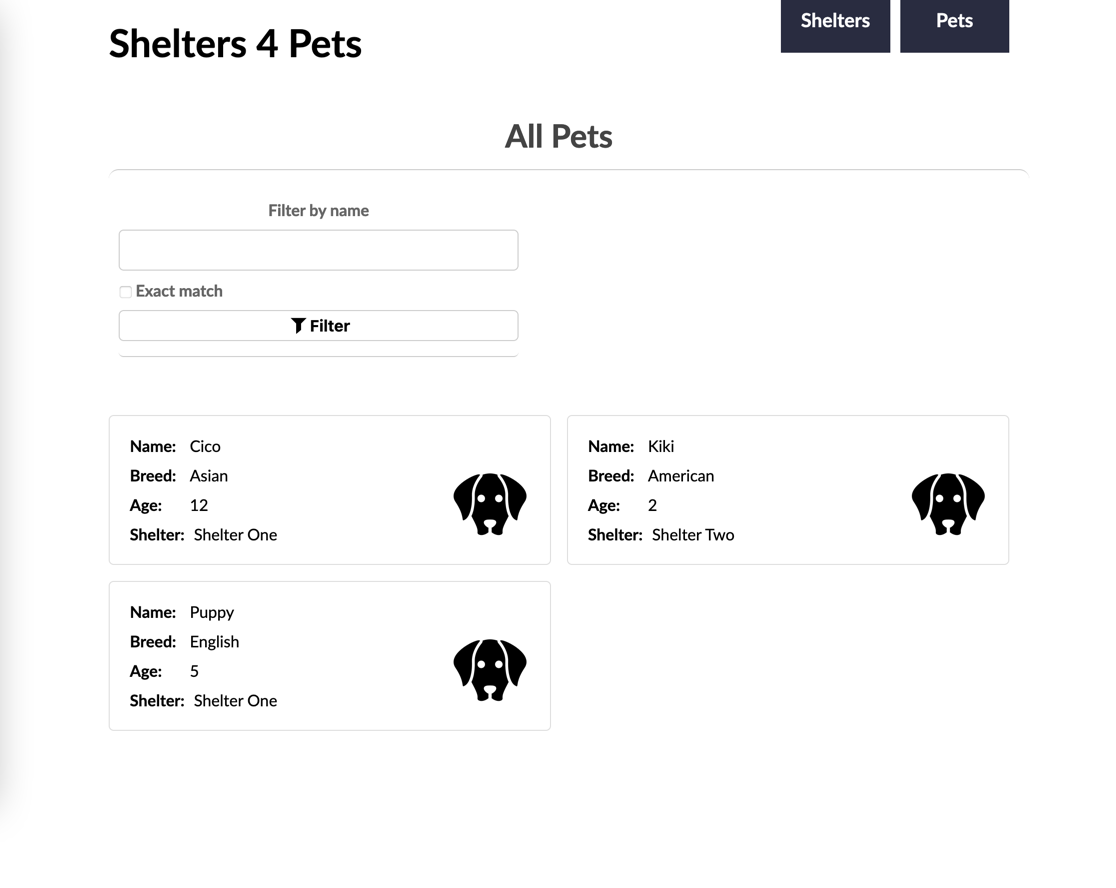 Shelters 4 Pets
Shelters
Pets
All Pets
Filter by name
Exact match
Filter
Name: Cico
Breed: Asian
Age: 12
Shelter: Shelter One
Name: Kiki
Breed: American
Age: 2
Shelter: Shelter Two
Name: Puppy
Breed: English
Age: 5
Shelter: Shelter One